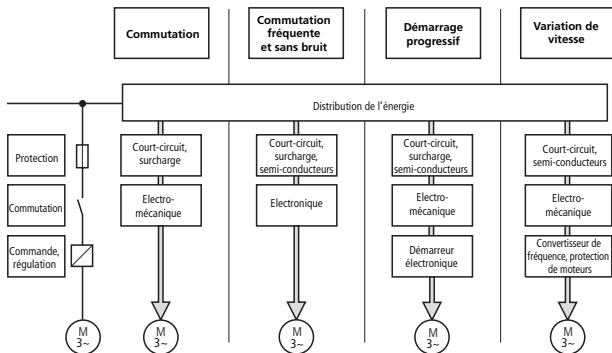 Commutation
Commutation
fréquente
et sans bruit
Démarrage
progressif
Variation de
vitesse
Distribution de l'énergie
Protection
Court-circuit,
surcharge
Court-circuit,
surcharge,
semi-conducteurs
Court-circuit,
surcharge,
semi-conducteurs
Court-circuit,
semi-conducteurs
Commutation
Electro-
mécanique
Electronique
Electro-
mécanique
Electro-
mécanique
Commande,
régulation
Démarreur
électronique
Convertisseur de
fréquence, protection
de moteurs
M
3~
M
3~
M
3~
M
3~
M
3~